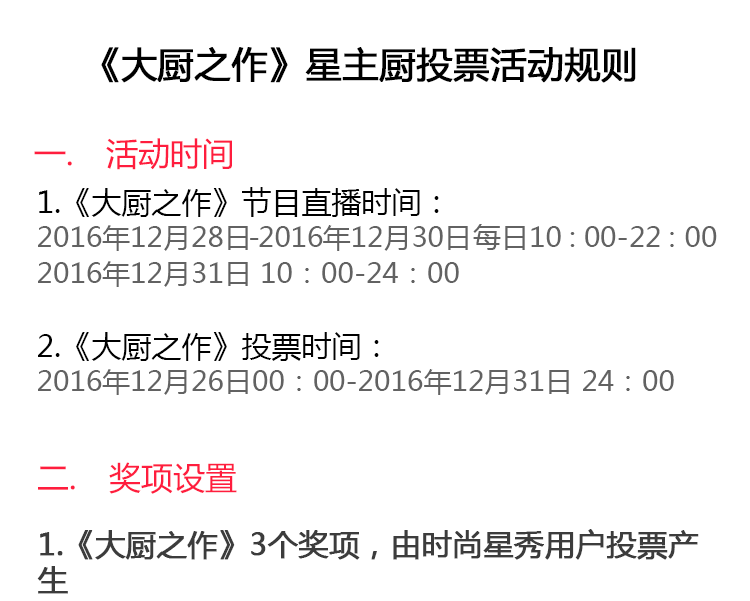 《大厨之作》星主厨投票活动规则
一. 活动时间
1.《大厨之作》节目直播时间：
2016年12月28日-2016年12月30日每日10：00-22：00
2016年12月31日 10：00-24：00
2.《大厨之作》投票时间：
2016年12月26日00：00-2016年12月31日 24：00
二. 奖项设置
1.《大厨之作》3个奖项，由时尚星秀用户投票产
生